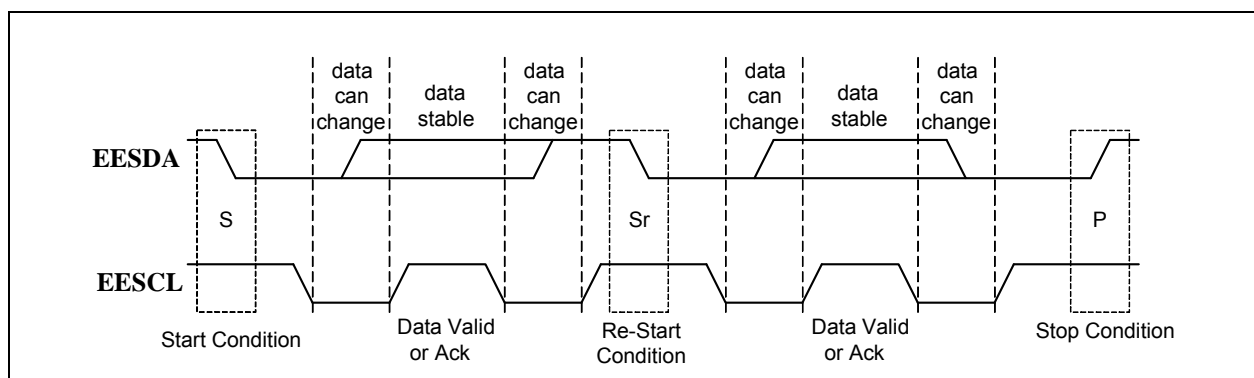 data
can
change
data
stable
data
can
change
data
can
change
data
stable
data
can
change
EESDA
S
Sr
P
EESCL
Start Condition
Data Valid
or Ack
Re-Start
Condition
Data Valid
or Ack
Stop Condition